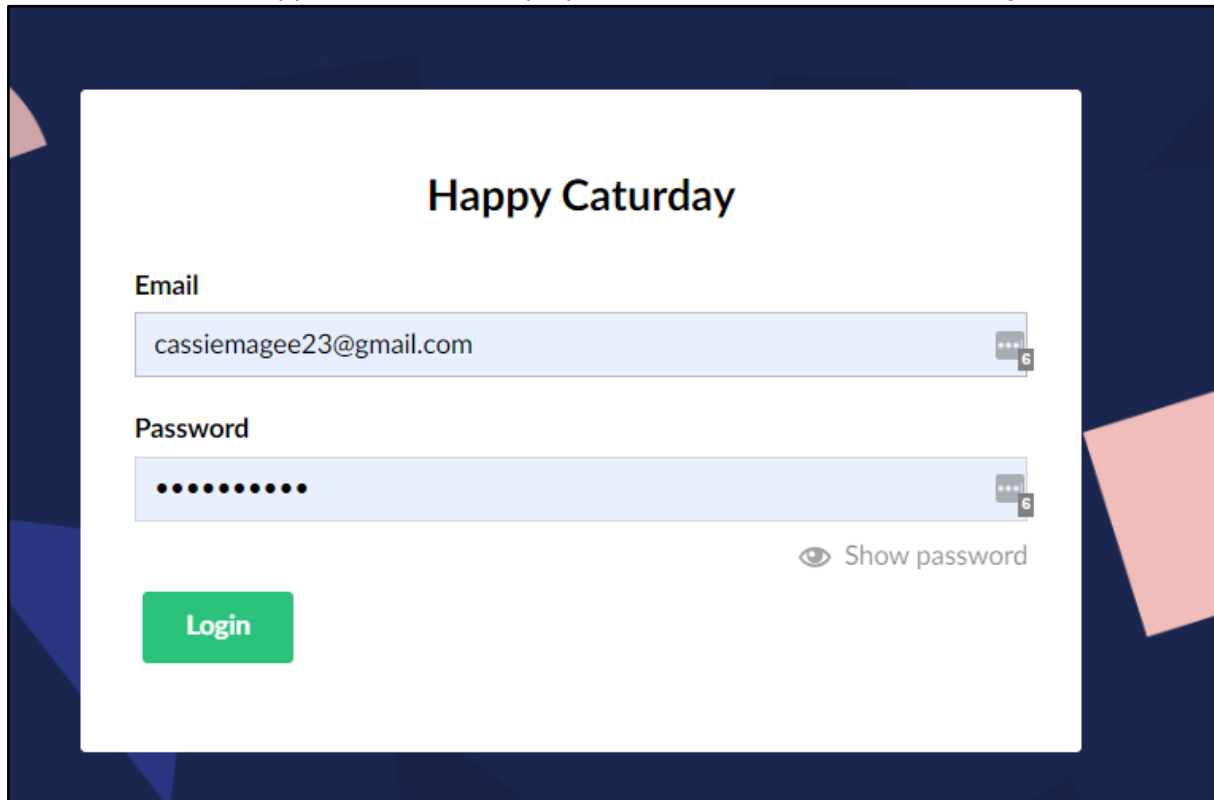 Happy Caturday
Email
cassiemagee23@gmail.com
6
Password
••••••••••
6
Show password
Login